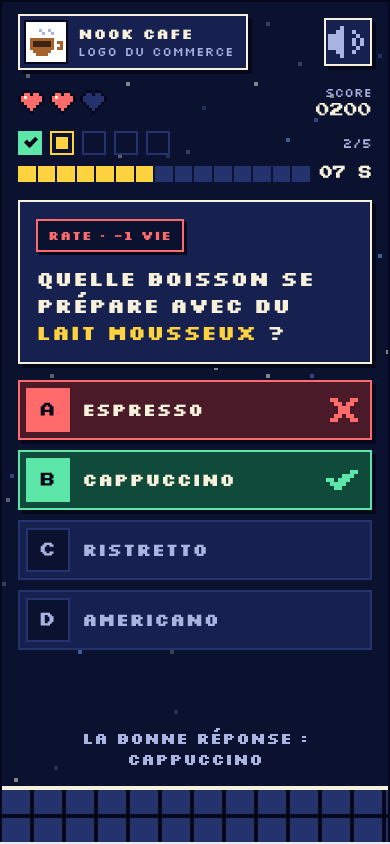 NOOK CAFE
LOGO DU COMMERCE
SCORE
0200
2/5
07 S
RATE · -1 VIE
QUELLE BOISSON SE
PRÉPARE AVEC DU
LAIT MOUSSEUX ?
A ESPRESSO
B CAPPUCCINO
C RISTRETTO
D AMERICANO
LA BONNE RÉPONSE :
CAPPUCCINO